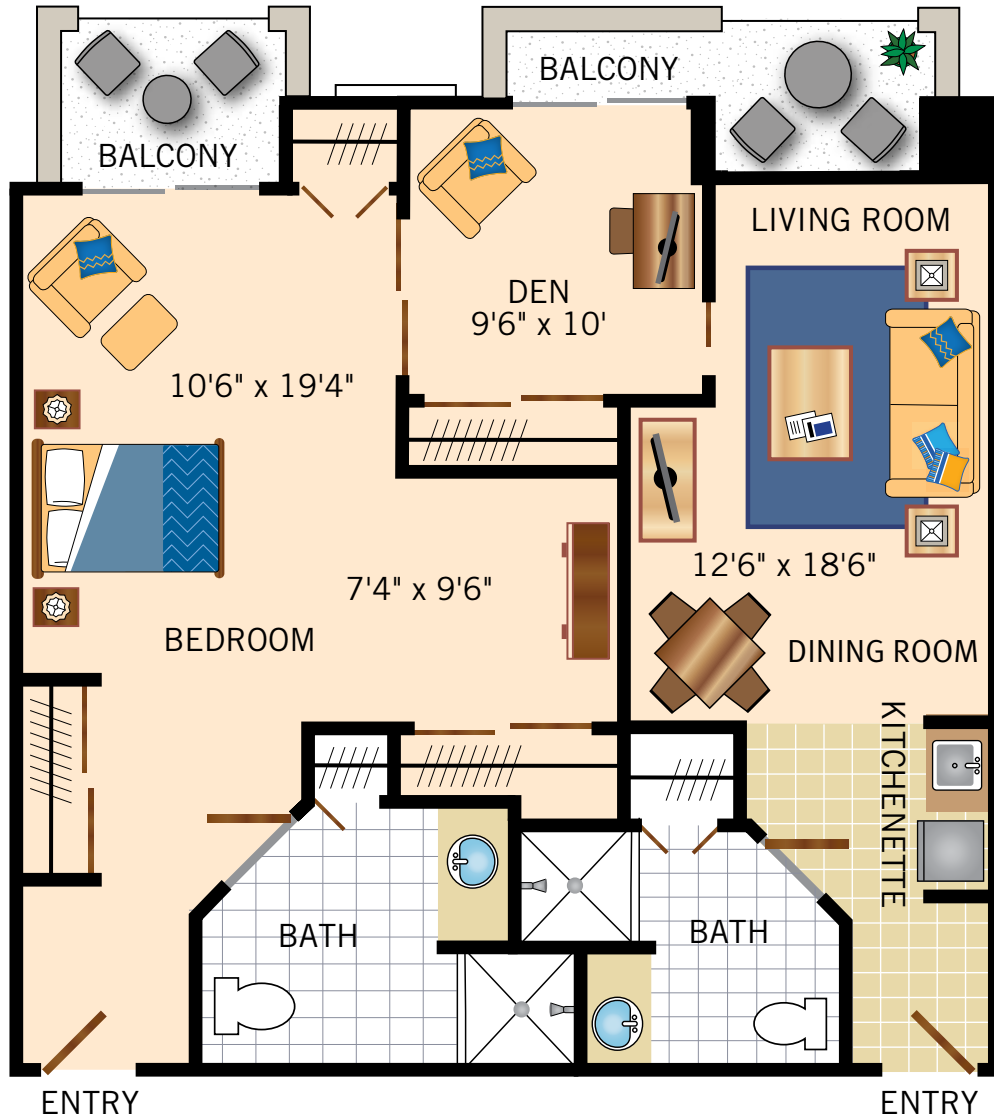 BALCONY
BALCONY
LIVING ROOM
DEN
9'6" x 10'
10'6" x 19'4"
12'6" x 18'6"
7'4" x 9'6"
BEDROOM
DINING ROOM
KITCHENETTE
BATH
BATH
ENTRY
ENTRY